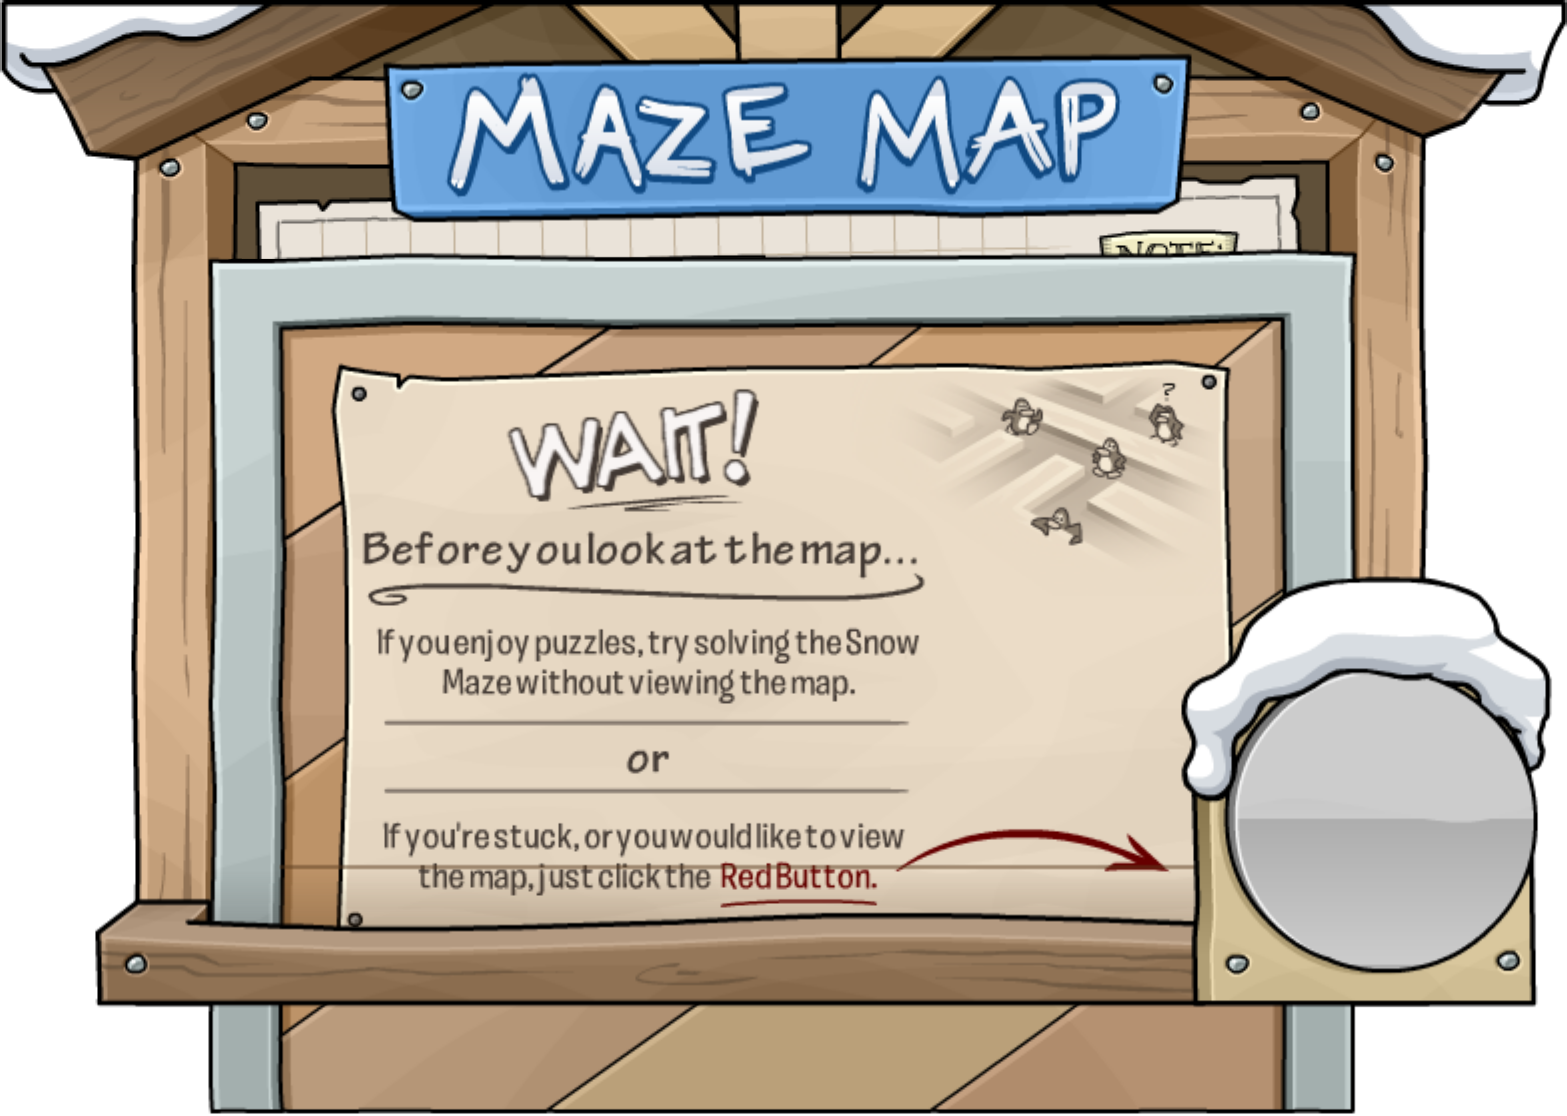 MAZE MAP
NOTE:
WAIT!
Before you look at the map...
If you enjoy puzzles, try solving the Snow
Maze without viewing the map.
or
If you're stuck, or you would like to view
the map, just click the Red Button.
?